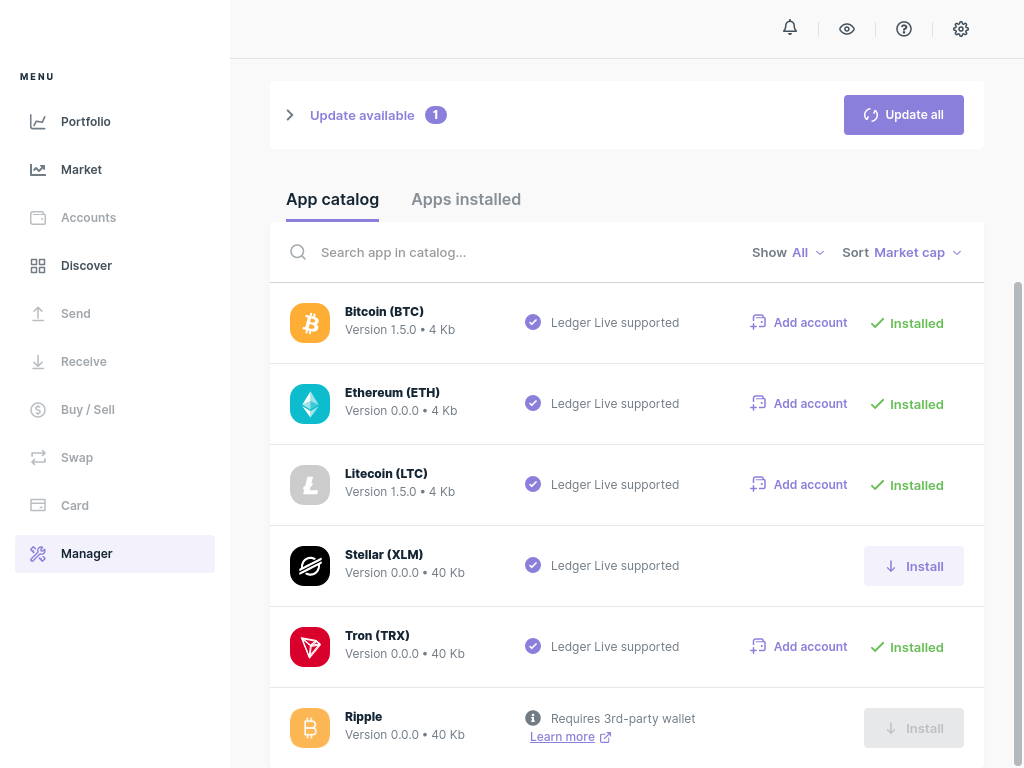 MENU
Portfolio
Market
Accounts
Discover
Send
Receive
Buy / Sell
Swap
Card
Manager
Update available 1
Update all
App catalog Apps installed
Search app in catalog... Show All Sort Market cap
Bitcoin (BTC)
Version 1.5.0 • 4 Kb
Ledger Live supported Add account Installed
Ethereum (ETH)
Version 0.0.0 • 4 Kb
Ledger Live supported Add account Installed
Litecoin (LTC)
Version 1.5.0 • 4 Kb
Ledger Live supported Add account Installed
Stellar (XLM)
Version 0.0.0 • 40 Kb
Ledger Live supported Install
Tron (TRX)
Version 0.0.0 • 40 Kb
Ledger Live supported Add account Installed
Ripple
Version 0.0.0 • 40 Kb
Requires 3rd-party wallet
Learn more
Install